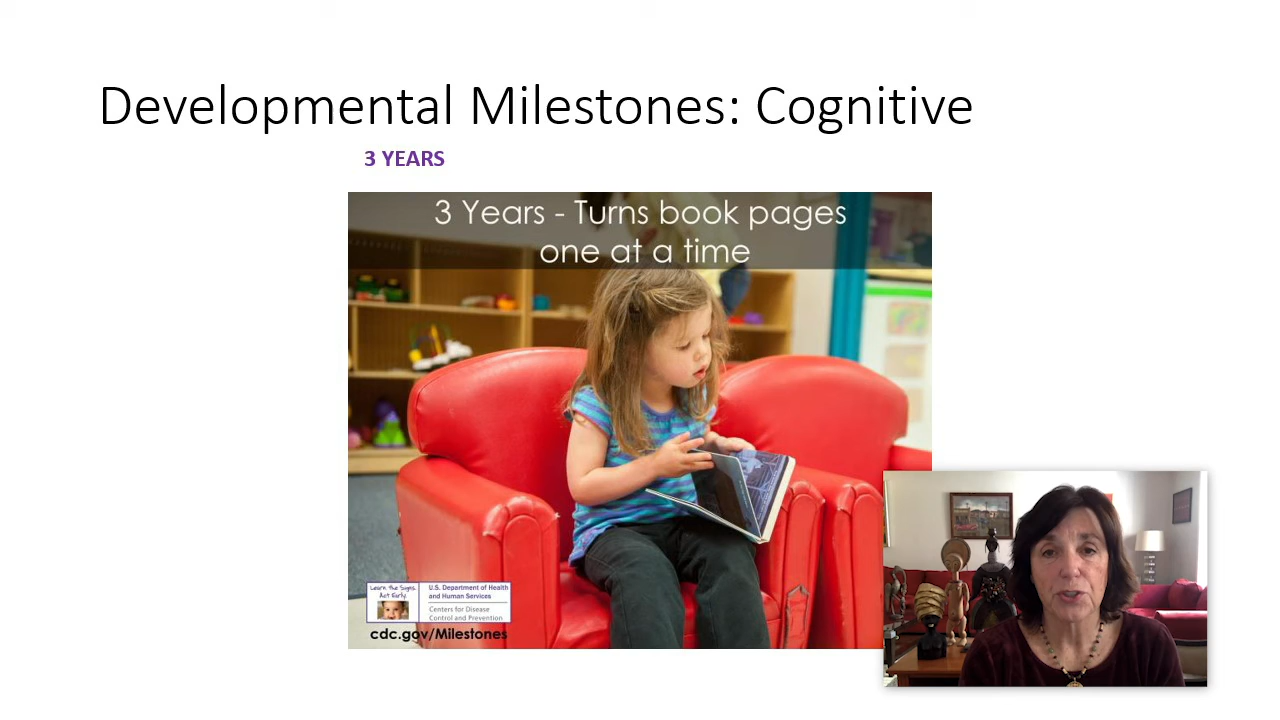 Developmental Milestones: Cognitive
3 YEARS
3 Years - Turns book pages
one at a time
Learn the Signs.
Act Early.
U.S. Department of Health
and Human Services
Centers for Disease
Control and Prevention
cdc.gov/Milestones